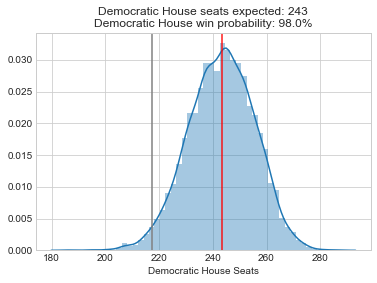 Democratic House seats expected: 243
Democratic House win probability: 98.0%
0.030
0.025
0.020
0.015
0.010
0.005
0.000
180 200 220 240 260 280
Democratic House Seats